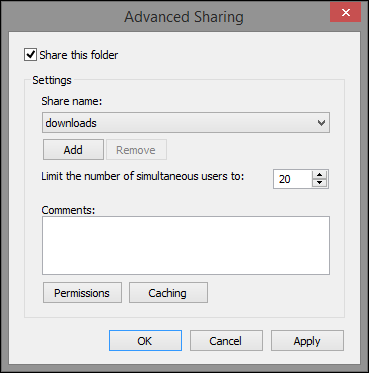 Advanced Sharing
Share this folder
Settings
Share name:
downloads
Add Remove
Limit the number of simultaneous users to: 20
Comments:
Permissions Caching
OK Cancel Apply